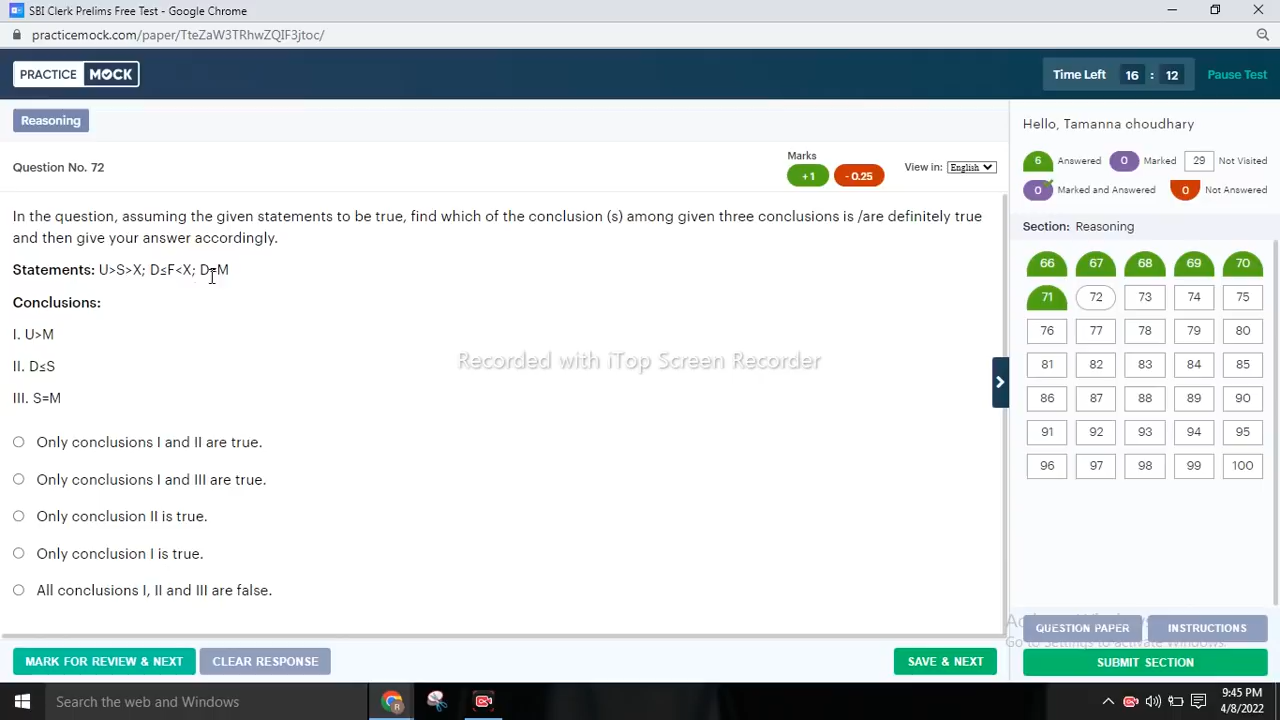 SBI Clerk Prelims Free Test - Google Chrome
practicemock.com/paper/TteZaW3TRhwZQIF3jtoc/
PRACTICE MOCK
Time Left 16 : 12 Pause Test
Reasoning
Hello, Tamanna choudhary
Question No. 72
Marks
+ 1 - 0.25
View in: English
6 Answered 0 Marked 29 Not Visited
0 Marked and Answered 0 Not Answered
In the question, assuming the given statements to be true, find which of the conclusion (s) among given three conclusions is /are definitely true
and then give your answer accordingly.
Statements: U>S>X; D≤F<X; D=M
Conclusions:
I. U>M
II. D≤S
III. S=M
Only conclusions I and II are true.
Only conclusions I and III are true.
Only conclusion II is true.
Only conclusion I is true.
All conclusions I, II and III are false.
Recorded with iTop Screen Recorder
Section: Reasoning
66 67 68 69 70
71 72 73 74 75
76 77 78 79 80
81 82 83 84 85
86 87 88 89 90
91 92 93 94 95
96 97 98 99 100
QUESTION PAPER INSTRUCTIONS
Go to Settings to activate Windows.
MARK FOR REVIEW & NEXT CLEAR RESPONSE SAVE & NEXT SUBMIT SECTION
Search the web and Windows
9:45 PM
4/8/2022